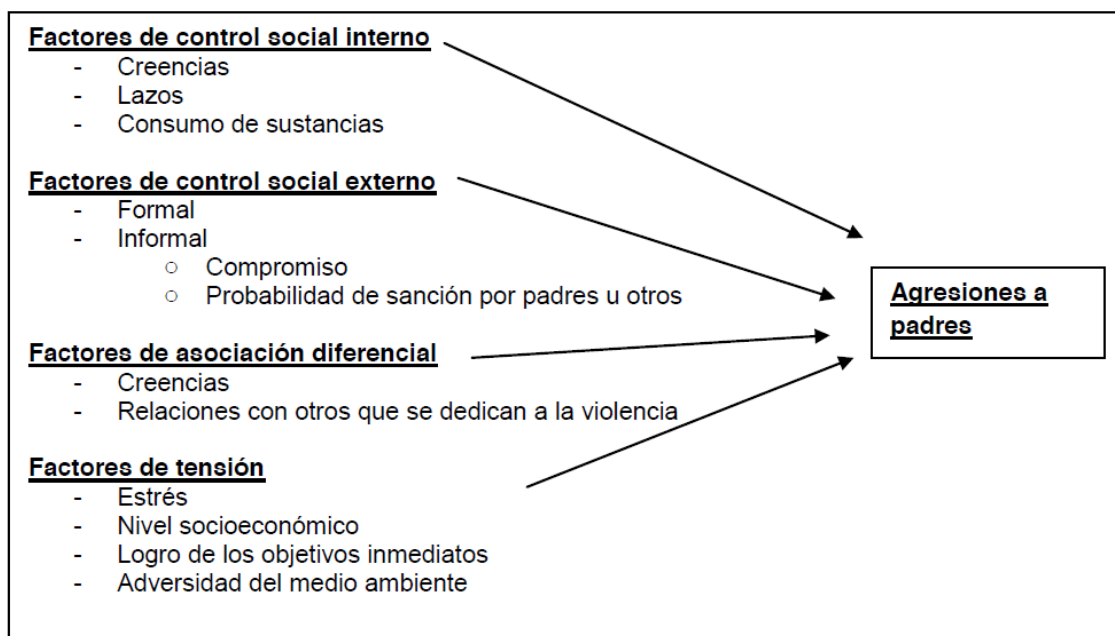 Factores de control social interno
- Creencias
- Lazos
- Consumo de sustancias
Factores de control social externo
- Formal
- Informal
○ Compromiso
○ Probabilidad de sanción por padres u otros
Factores de asociación diferencial
- Creencias
- Relaciones con otros que se dedican a la violencia
Factores de tensión
- Estrés
- Nivel socioeconómico
- Logro de los objetivos inmediatos
- Adversidad del medio ambiente
Agresiones a
padres